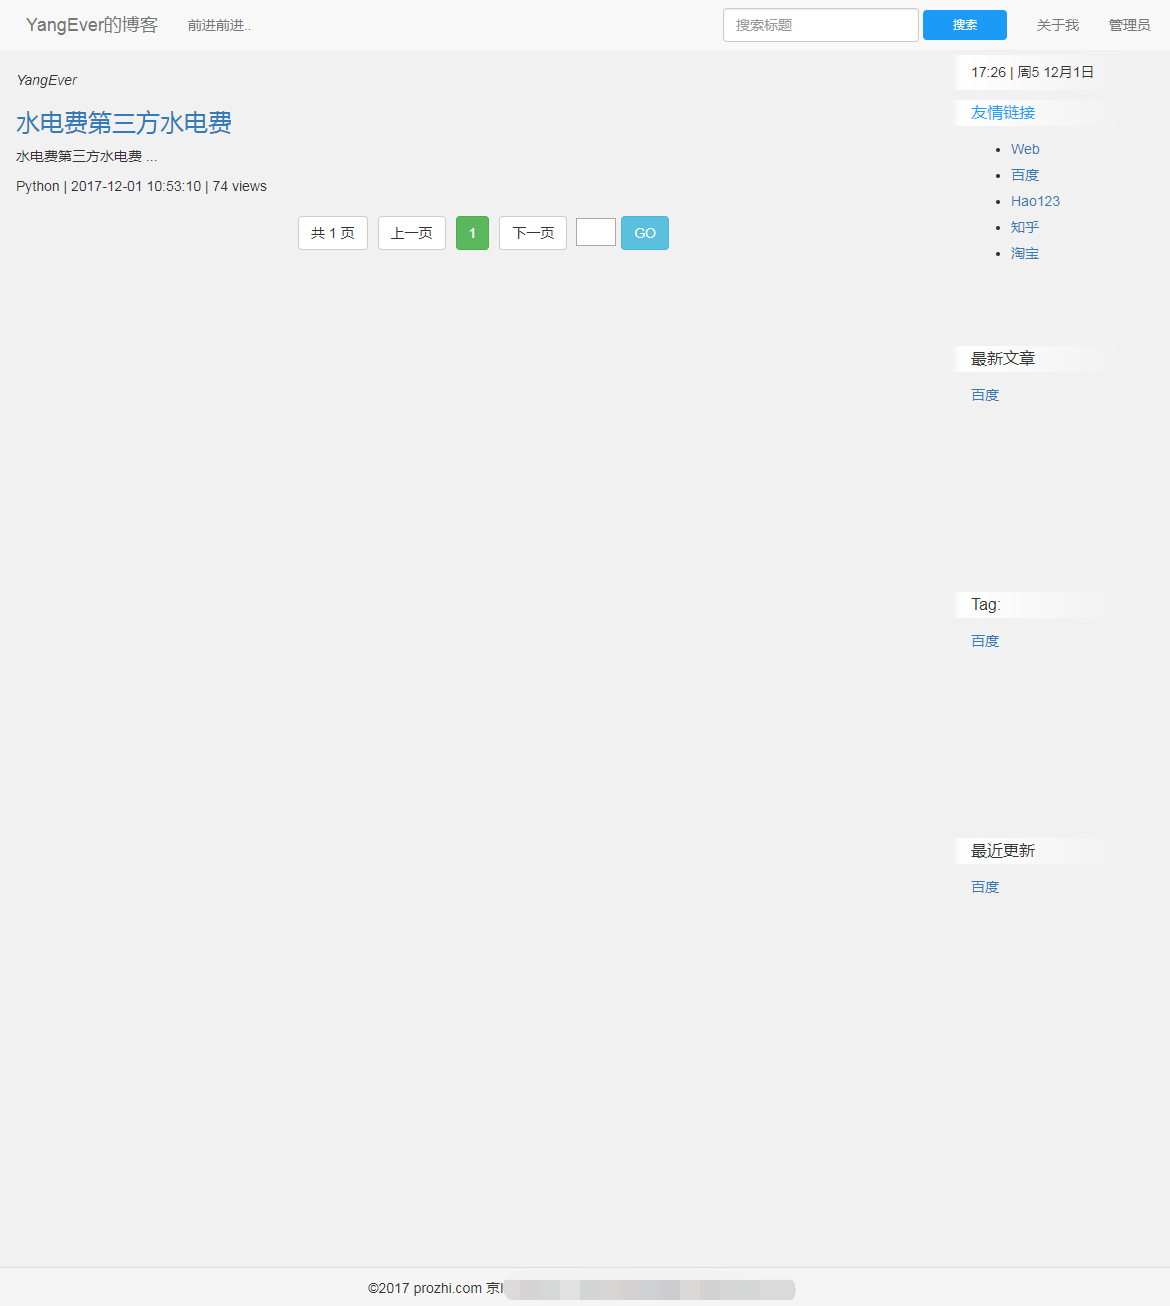 YangEver的博客 前进前进.. 搜索标题 搜索 关于我 管理员
YangEver
水电费第三方水电费
水电费第三方水电费 ...
Python | 2017-12-01 10:53:10 | 74 views
共 1 页 上一页 1 下一页 GO
17:26 | 周5 12月1日
友情链接
Web
百度
Hao123
知乎
淘宝
最新文章
百度
Tag:
百度
最近更新
百度
©2017 prozhi.com 京